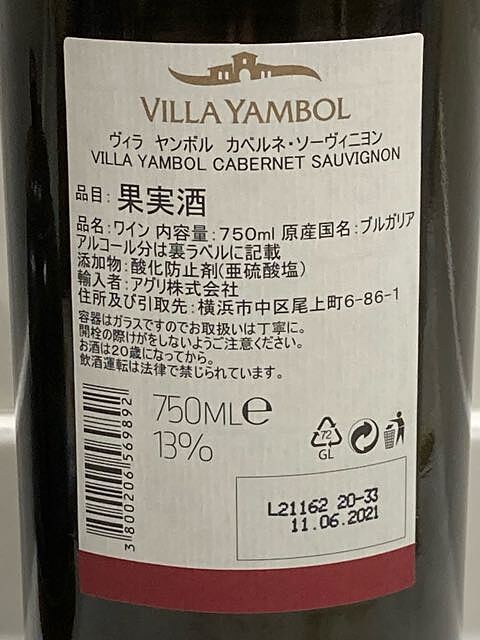 VILLA YAMBOL
ヴィラ ヤンボル カベルネ・ソーヴィニヨン
VILLA YAMBOL CABERNET SAUVIGNON
品目：果実酒
品名：ワイン 内容量：750ml 原産国名：ブルガリア
アルコール分は裏ラベルに記載
添加物：酸化防止剤(亜硫酸塩)
輸入者：アグリ株式会社
住所及び引取先：横浜市中区尾上町6-86-1
容器はガラスですのでお取扱いは丁寧に。
開栓の際けがをしないようご注意ください。
お酒は20歳になってから。
飲酒運転は法律で禁じられています。
750MLe
13%
72
GL
3800206569892
L21162 20-33
11.06.2021